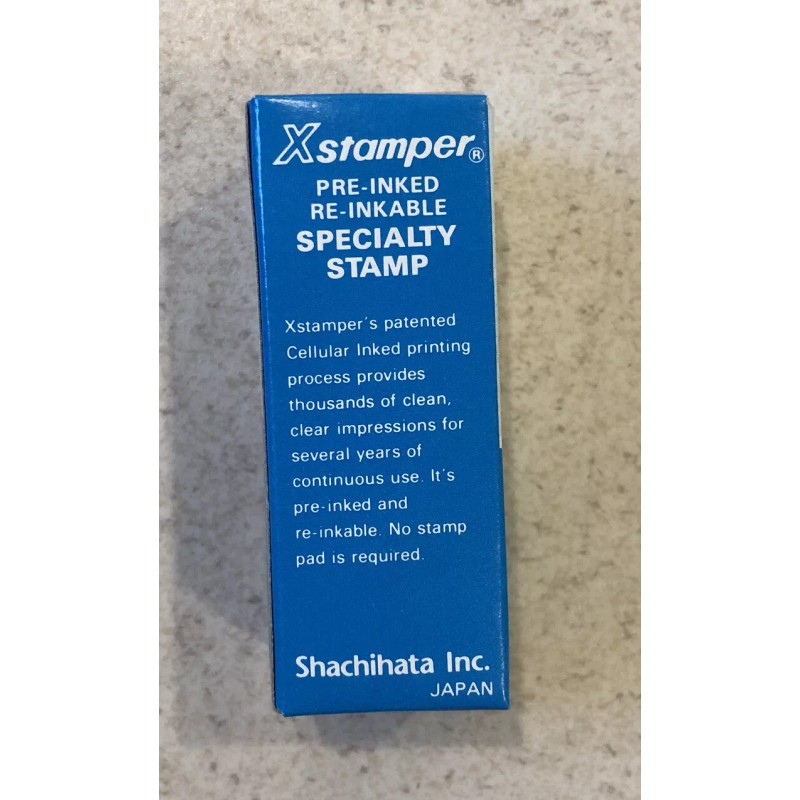 Xstamper®
PRE-INKED
RE-INKABLE
SPECIALTY
STAMP
Xstamper's patented
Cellular Inked printing
process provides
thousands of clean,
clear impressions for
several years of
continuous use. It's
pre-inked and
re-inkable. No stamp
pad is required.
Shachihata Inc.
JAPAN